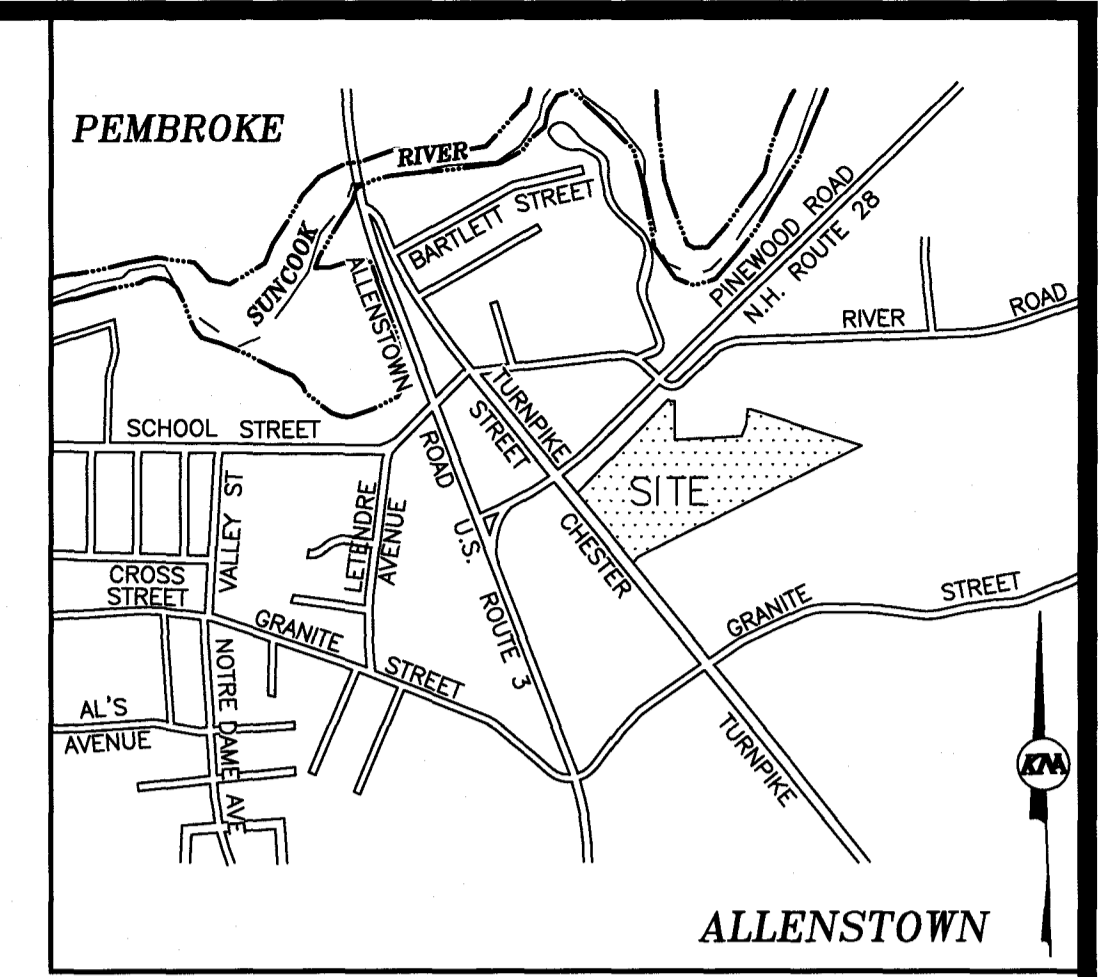 PEMBROKE
RIVER
SUNCOOK
BARTLETT STREET
ALLENSTOWN
ROAD
PINEWOOD ROAD
N.H. ROUTE 28
RIVER ROAD
TURNPIKE
STREET
SCHOOL STREET
VALLEY ST
LETENDRE
AVENUE
SITE
U.S. ROUTE 3
CHESTER
TURNPIKE
CROSS
STREET
GRANITE
STREET
GRANITE STREET
NOTRE DAME AVE
AL'S
AVENUE
KNA
ALLENSTOWN